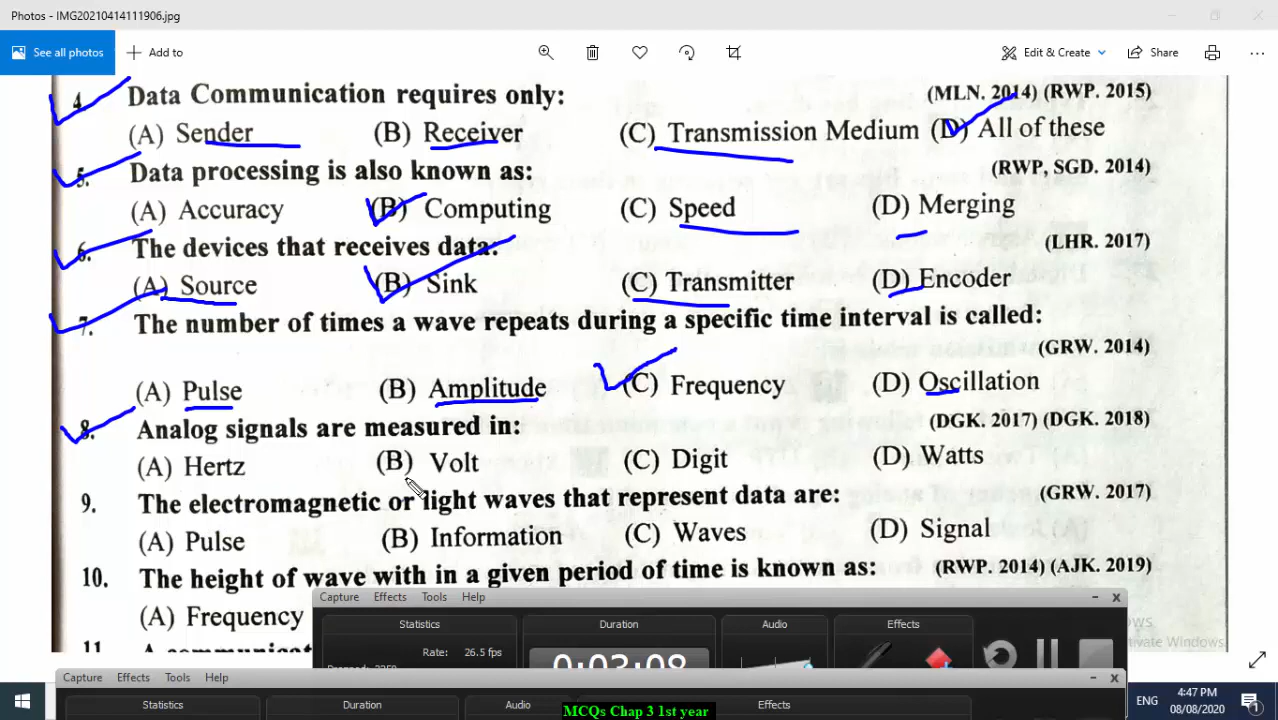 Photos - IMG20210414111906.jpg
See all photos
Add to
Edit & Create
Share
4. Data Communication requires only: (MLN. 2014) (RWP. 2015)
(A) Sender (B) Receiver (C) Transmission Medium (D) All of these
5. Data processing is also known as: (RWP, SGD. 2014)
(A) Accuracy (B) Computing (C) Speed (D) Merging
6. The devices that receives data: (LHR. 2017)
(A) Source (B) Sink (C) Transmitter (D) Encoder
7. The number of times a wave repeats during a specific time interval is called:
(GRW. 2014)
(A) Pulse (B) Amplitude (C) Frequency (D) Oscillation
8. Analog signals are measured in: (DGK. 2017) (DGK. 2018)
(A) Hertz (B) Volt (C) Digit (D) Watts
9. The electromagnetic or light waves that represent data are: (GRW. 2017)
(A) Pulse (B) Information (C) Waves (D) Signal
10. The height of wave with in a given period of time is known as: (RWP. 2014) (AJK. 2019)
(A) Frequency
11. A communicat
Capture Effects Tools Help
Statistics Duration Audio Effects
Rate: 26.5 fps
0:03:08
Capture Effects Tools Help
Statistics Duration Audio Effects
MCQs Chap 3 1st year
ENG
4:47 PM
08/08/2020